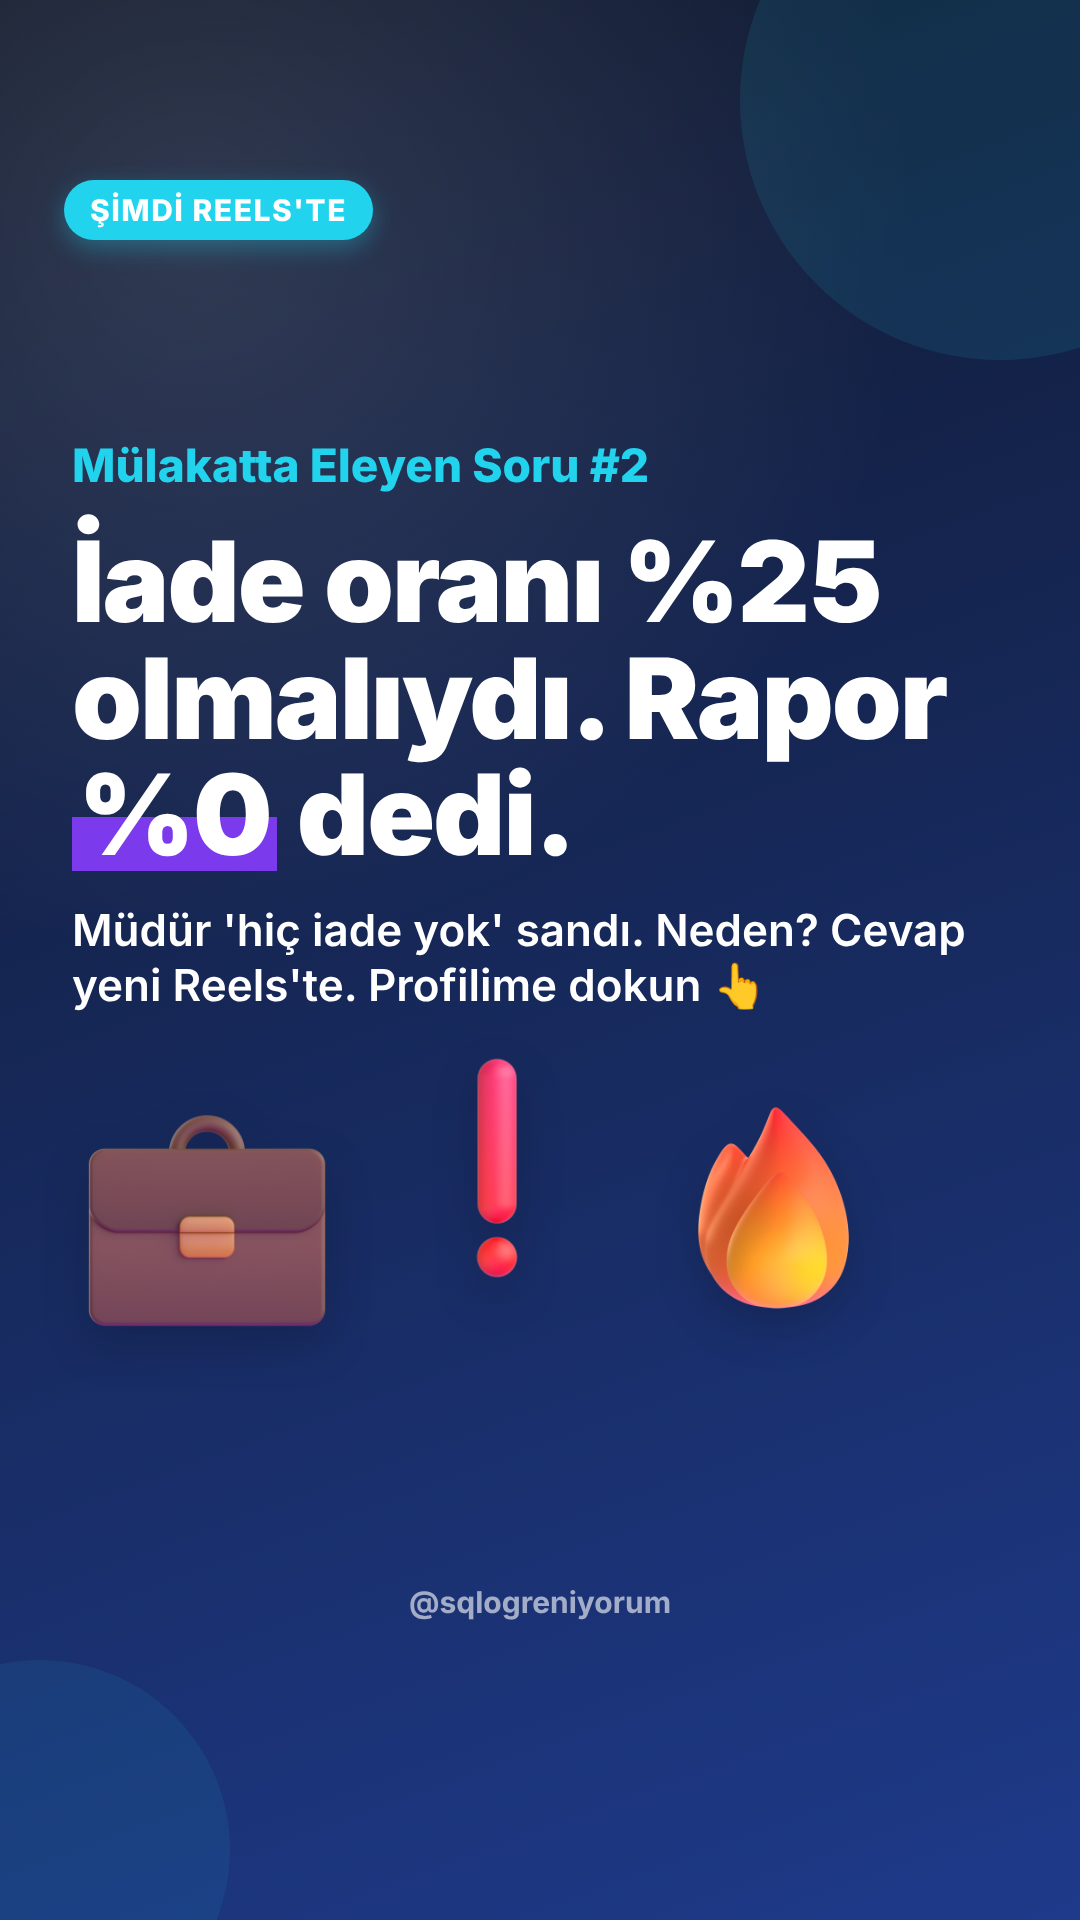 ŞİMDİ REELS'TE
Mülakatta Eleyen Soru #2
İade oranı %25
olmalıydı. Rapor
%0 dedi.
Müdür 'hiç iade yok' sandı. Neden? Cevap
yeni Reels'te. Profilime dokun 👆
@sqlogreniyorum